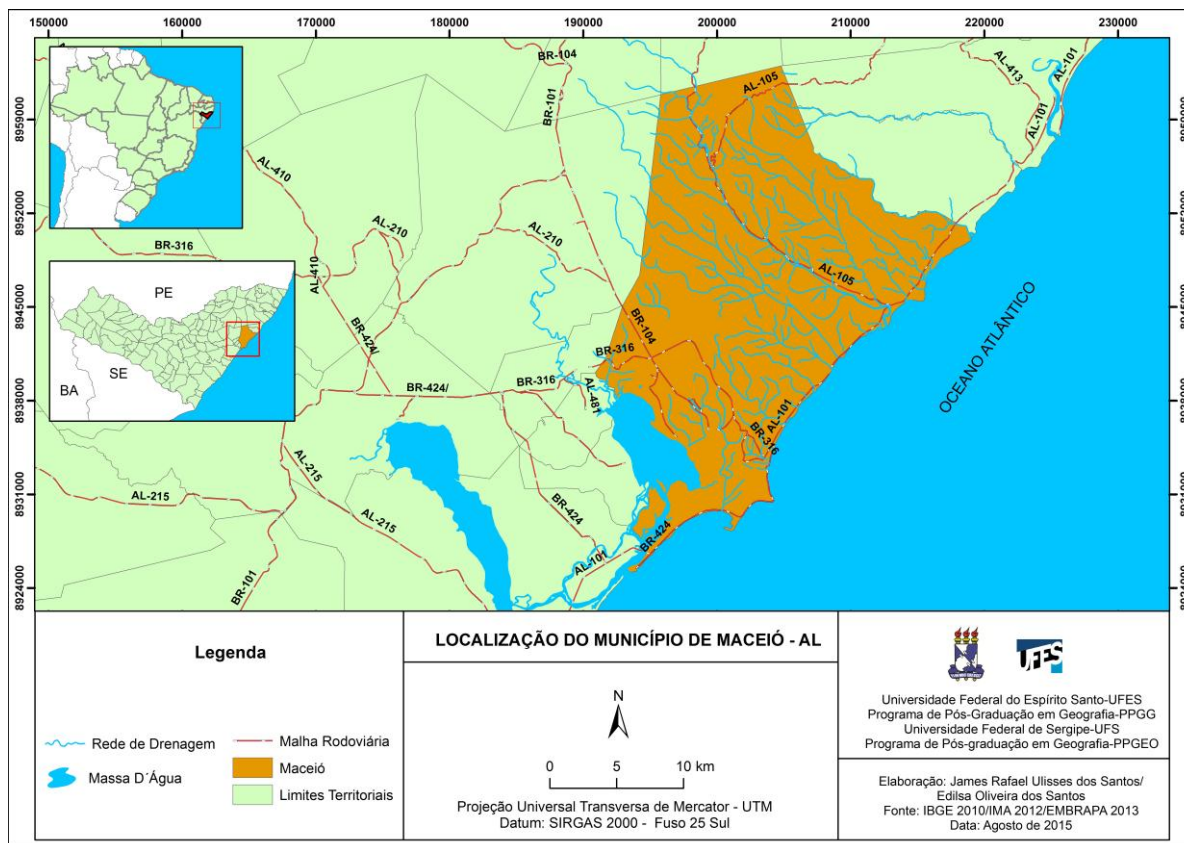 150000 160000 170000 180000 190000 200000 210000 220000 230000
8959000 8952000 8945000 8938000 8931000 8924000
8959000 8952000 8945000 8938000 8931000 8924000
PE
SE
BA
BR-104
BR-101
AL-105
AL-413
AL-101
AL-101
AL-410
AL-210
AL-210
BR-316
AL-410
AL-105
BR-104
BR-424/
BR-316
BR-316
AL-481
BR-424/
AL-101
BR-316
AL-215
AL-215
AL-215
BR-424
BR-424
AL-101
BR-101
OCEANO ATLÂNTICO
Legenda
Rede de Drenagem
Massa D´Água
Malha Rodoviária
Maceió
Limites Territoriais
LOCALIZAÇÃO DO MUNICÍPIO DE MACEIÓ - AL
N
0 5 10 km
Projeção Universal Transversa de Mercator - UTM
Datum: SIRGAS 2000 - Fuso 25 Sul
UFES
Universidade Federal do Espírito Santo-UFES
Programa de Pós-Graduação em Geografia-PPGG
Universidade Federal de Sergipe-UFS
Programa de Pós-graduação em Geografia-PPGEO
Elaboração: James Rafael Ulisses dos Santos/
Edilsa Oliveira dos Santos
Fonte: IBGE 2010/IMA 2012/EMBRAPA 2013
Data: Agosto de 2015